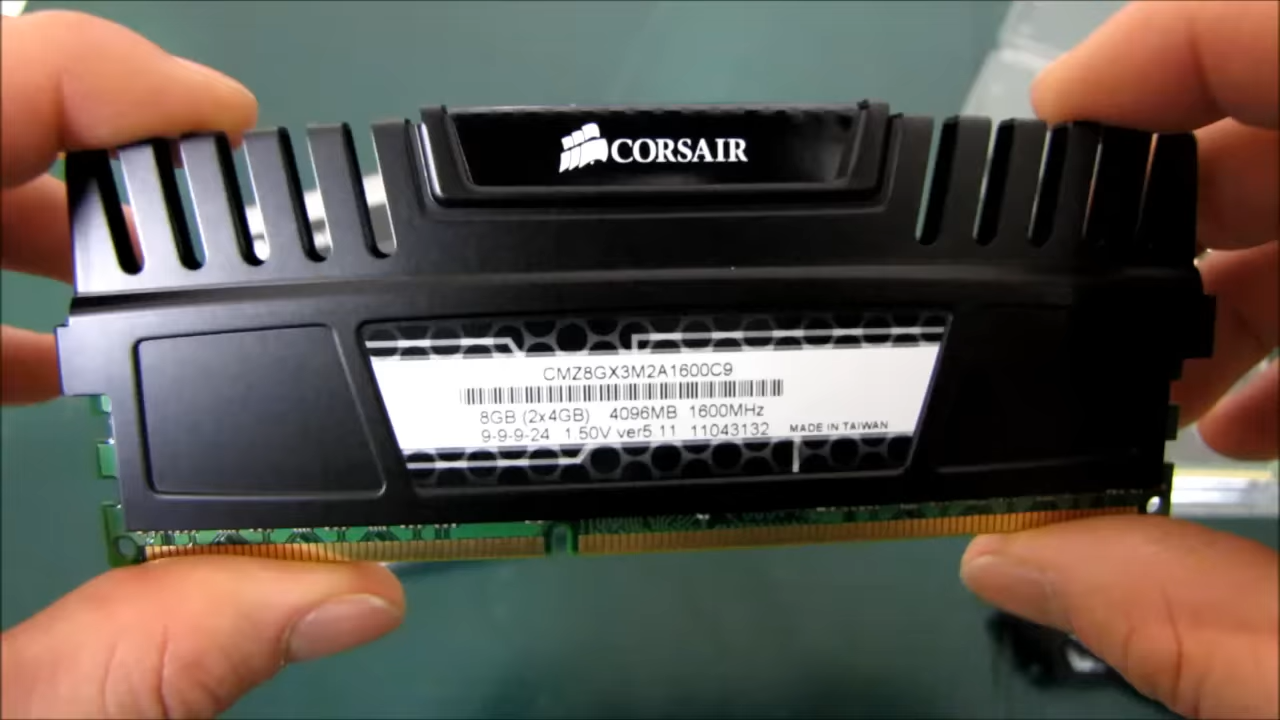 CORSAIR
CMZ8GX3M2A1600C9
8GB (2x4GB) 4096MB 1600MHz
9-9-9-24 1.50V ver5.11 11043132 MADE IN TAIWAN